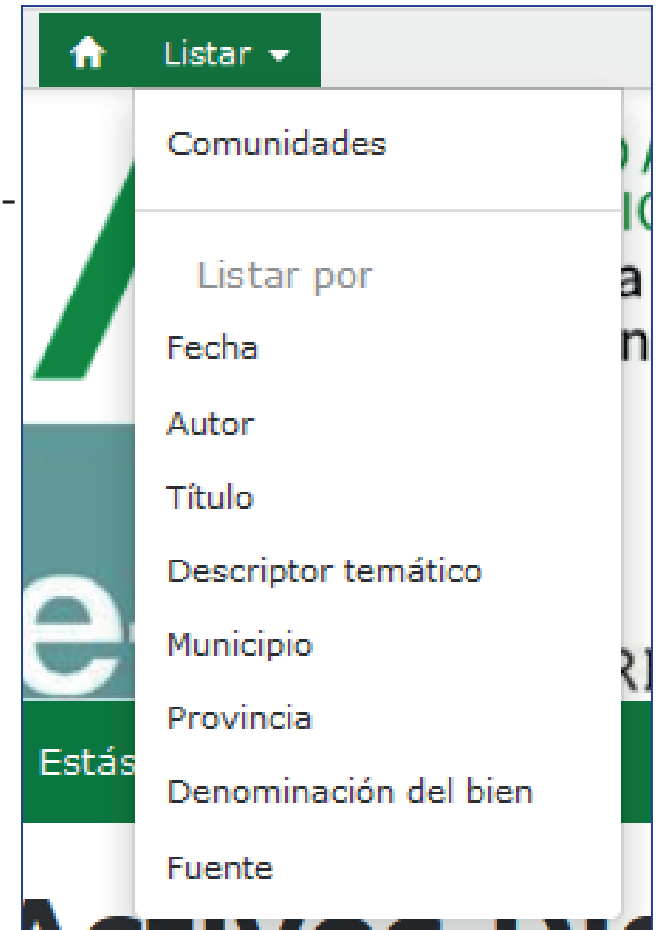 Listar
Comunidades
Listar por
Fecha
Autor
Título
Descriptor temático
Municipio
Provincia
Estás
Denominación del bien
Fuente